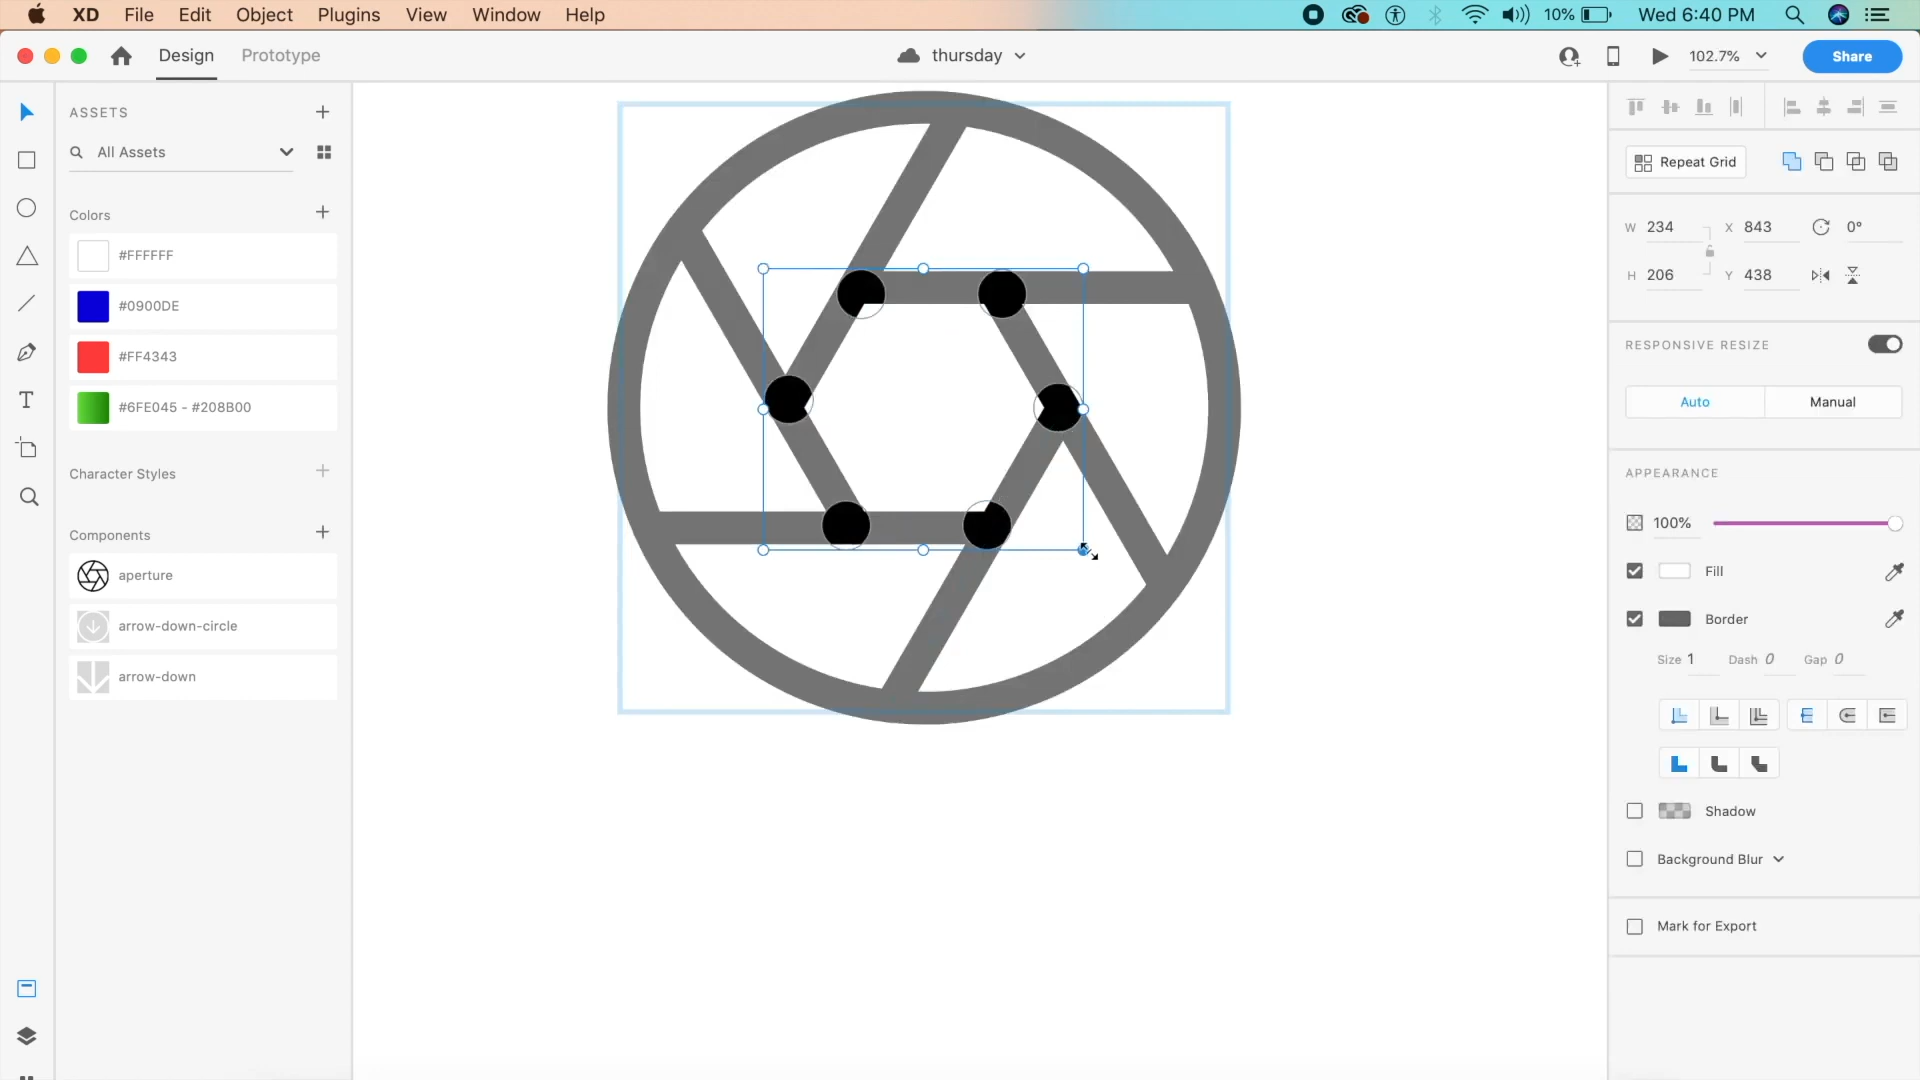 XD File Edit Object Plugins View Window Help 10% Wed 6:40 PM
Design Prototype thursday 102.7% Share
ASSETS
All Assets
Colors
#FFFFFF
#0900DE
#FF4343
#6FE045 - #208B00
Character Styles
Components
aperture
arrow-down-circle
arrow-down
Repeat Grid
W 234 X 843 0°
H 206 Y 438
RESPONSIVE RESIZE
Auto Manual
APPEARANCE
100%
Fill
Border
Size 1 Dash 0 Gap 0
Shadow
Background Blur
Mark for Export